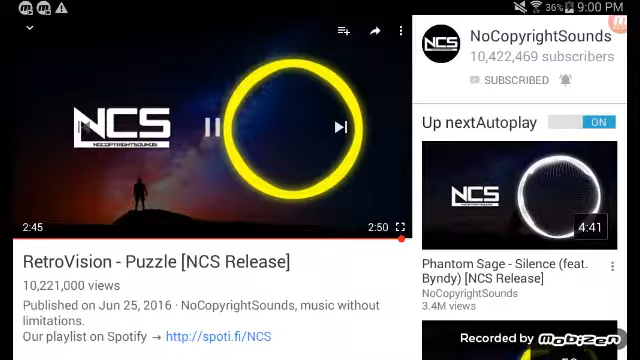 36% 9:00 PM
NCS
NOCOPYRIGHTSOUNDS
2:45
2:50
RetroVision - Puzzle [NCS Release]
10,221,000 views
Published on Jun 25, 2016 · NoCopyrightSounds, music without
limitations.
Our playlist on Spotify → http://spoti.fi/NCS
NCS
NoCopyrightSounds
10,422,469 subscribers
SUBSCRIBED
Up next
Autoplay
ON
NCS
4:41
Phantom Sage - Silence (feat.
Byndy) [NCS Release]
NoCopyrightSounds
3.4M views
Recorded by MOBIZEN